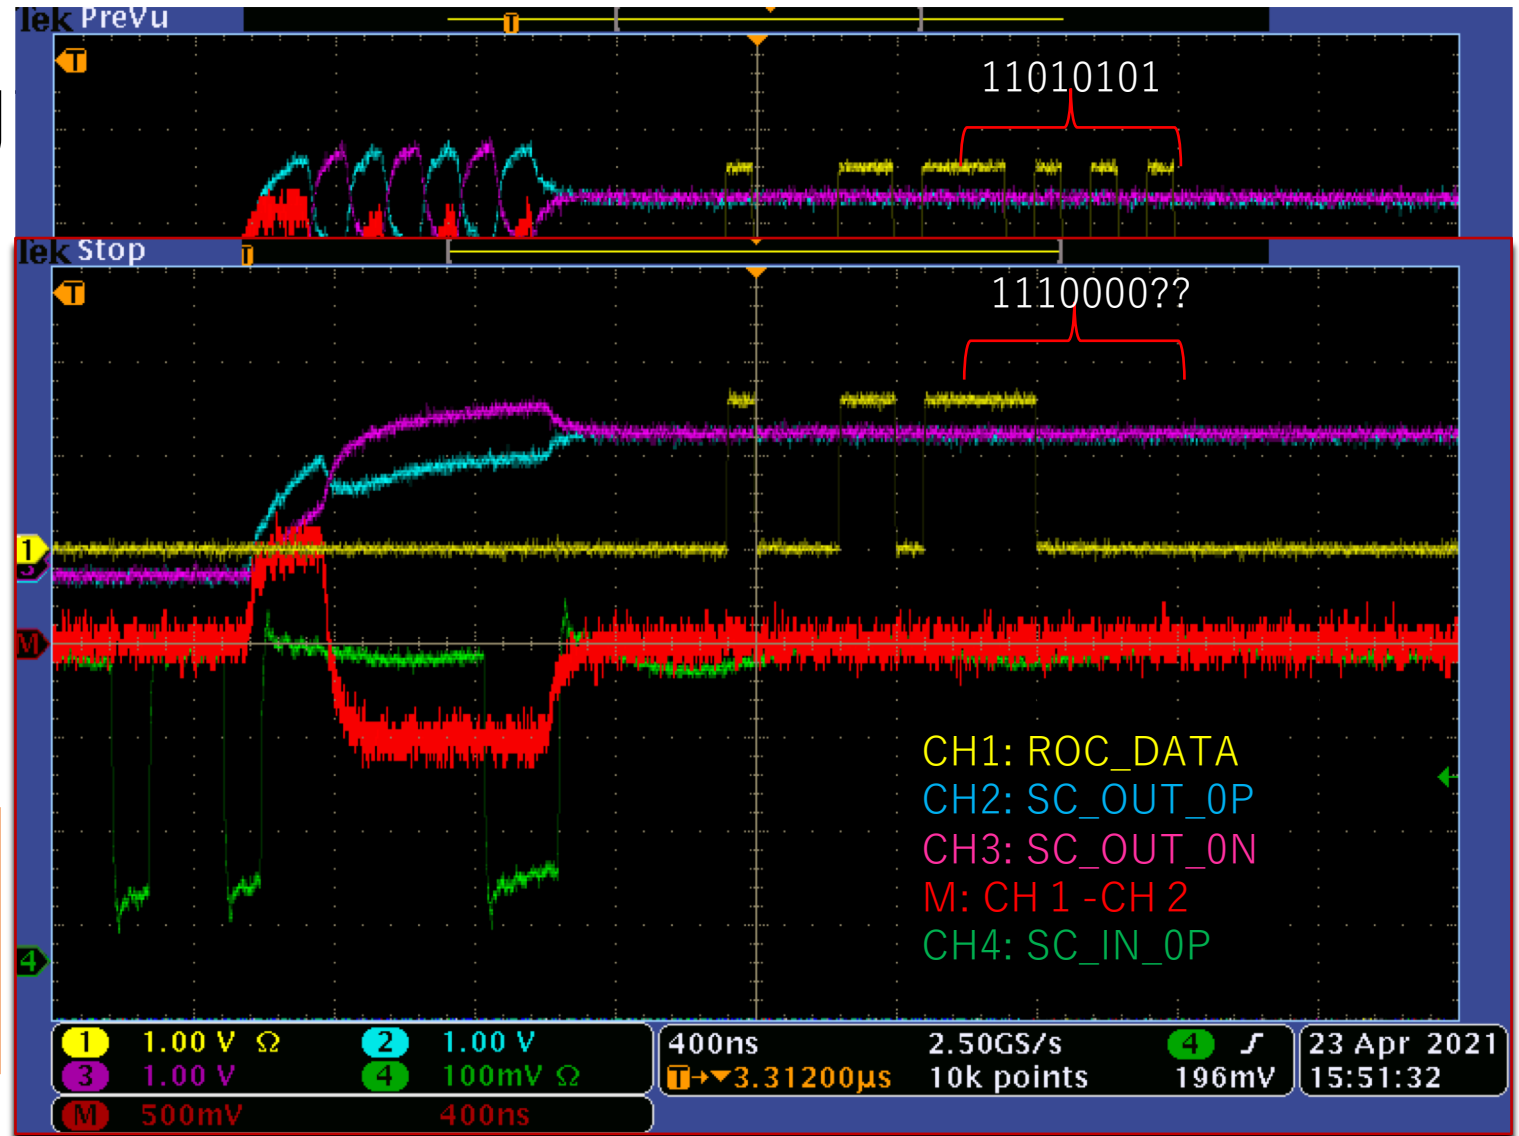 Tek PreVu
T
T
11010101
Tek Stop
T
T
1110000??
1
3
M
CH1: ROC_DATA
CH2: SC_OUT_0P
CH3: SC_OUT_0N
M: CH 1 -CH 2
CH4: SC_IN_0P
4
1 1.00 V Ω 2 1.00 V
3 1.00 V 4 100mV Ω
M 500mV 400ns
400ns 2.50GS/s 4 196mV
T→▼3.31200µs 10k points
23 Apr 2021
15:51:32